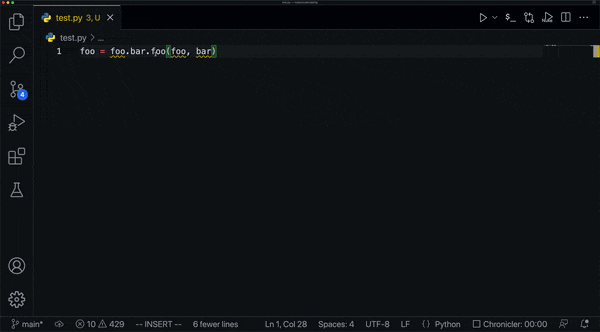 test.py 3, U
test.py > ...
1 foo = foo.bar.foo(foo, bar)
4
main* 10 429 -- INSERT -- 6 fewer lines Ln 1, Col 28 Spaces: 4 UTF-8 LF {} Python Chronicler: 00:00